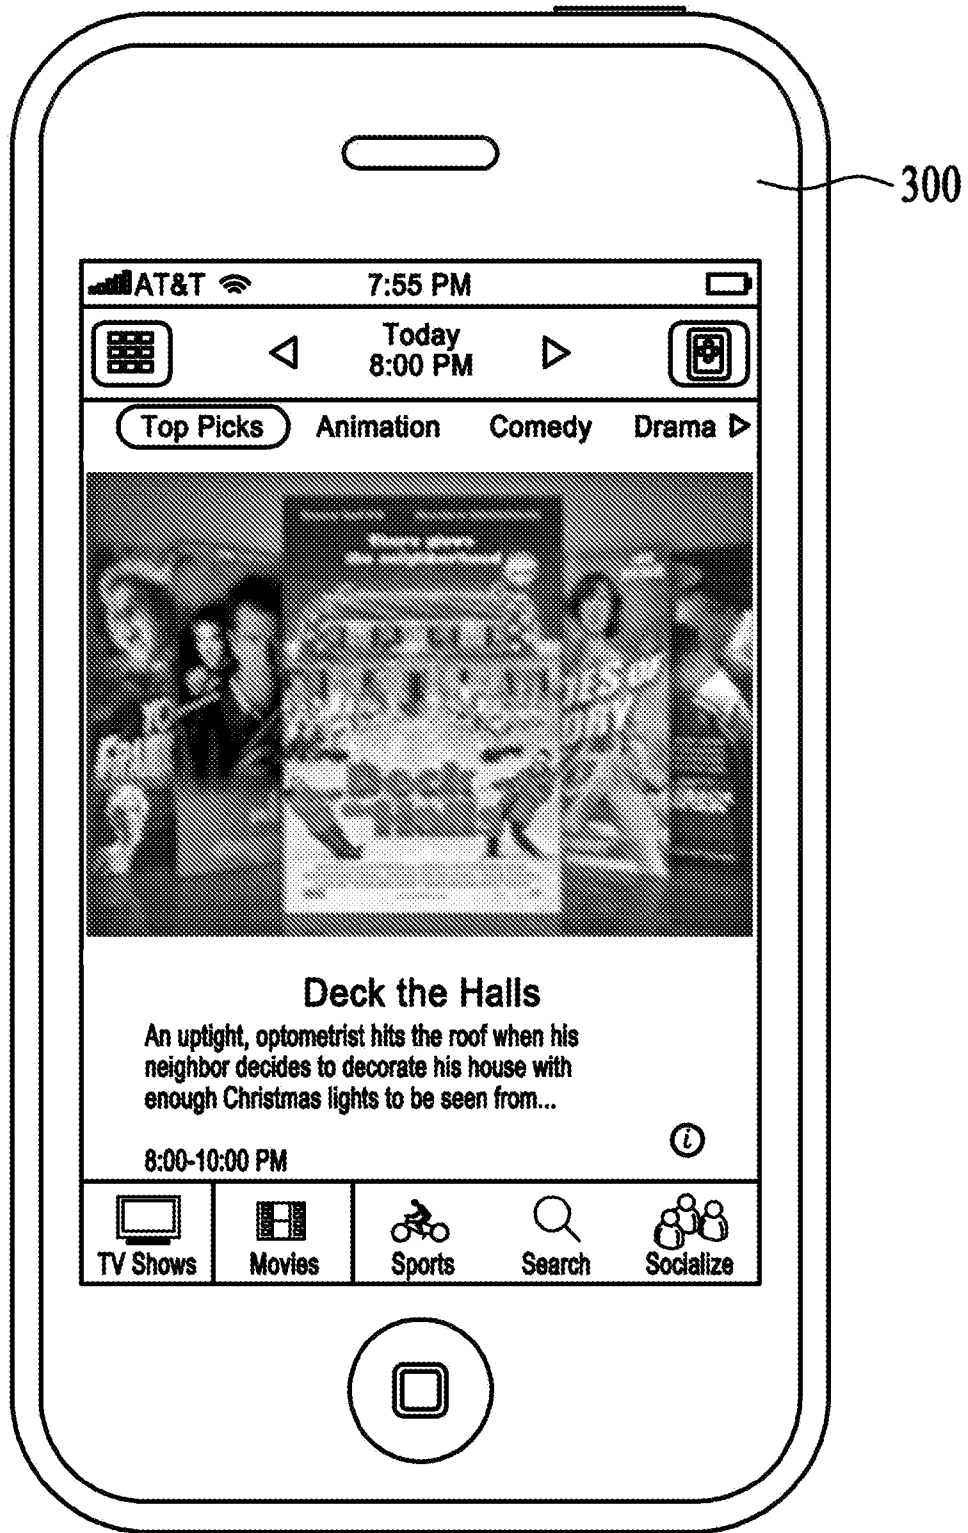 300
AT&T 7:55 PM
Today
8:00 PM
Top Picks Animation Comedy Drama
Deck the Halls
An uptight, optometrist hits the roof when his
neighbor decides to decorate his house with
enough Christmas lights to be seen from...
i
8:00-10:00 PM
TV Shows Movies Sports Search Socialize